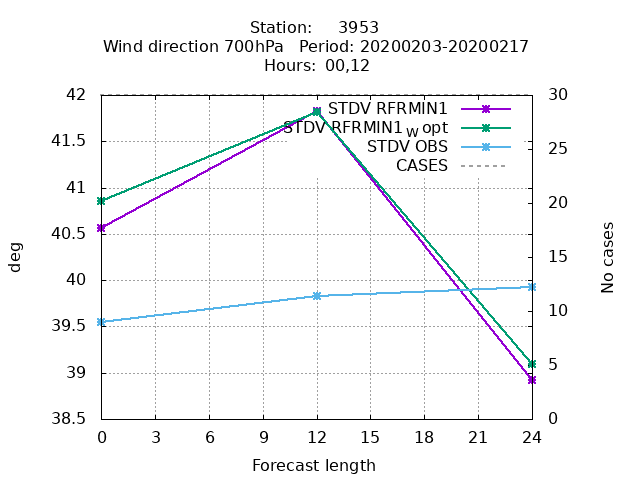 Station: 3953
Wind direction 700hPa Period: 20200203-20200217
Hours: 00,12
42
41.5
41
40.5
40
39.5
39
38.5
30
25
20
15
10
5
0
STDV RFRMIN1
STDV RFRMIN1 w opt
STDV OBS
CASES
deg
No cases
0 3 6 9 12 15 18 21 24
Forecast length